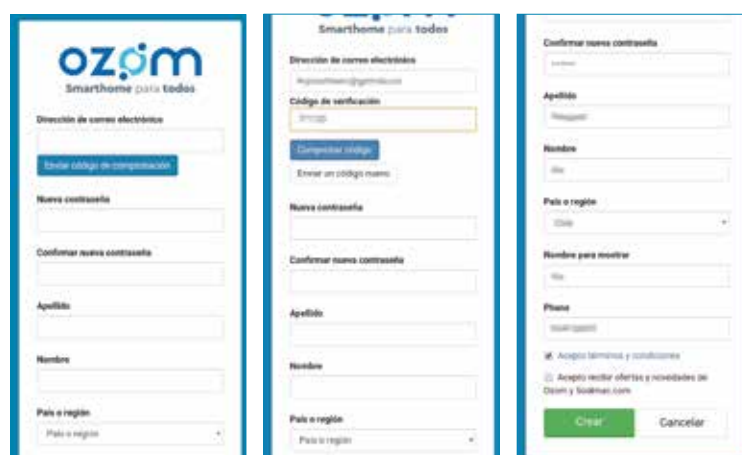 ozom
Smarthome para todos
Dirección de correo electrónico
Enviar código de comprobación
Nueva contraseña
Confirmar nueva contraseña
Apellido
Nombre
País o región
País o región
Smarthome para todos
Dirección de correo electrónico
Código de verificación
Comprobar código
Enviar un código nuevo
Nueva contraseña
Confirmar nueva contraseña
Apellido
Nombre
País o región
País o región
Confirmar nueva contraseña
Apellido
Nombre
País o región
Chile
Nombre para mostrar
Phone
Acepto términos y condiciones
Acepto recibir ofertas y novedades de
Ozom y Sodimac.com
Crear
Cancelar